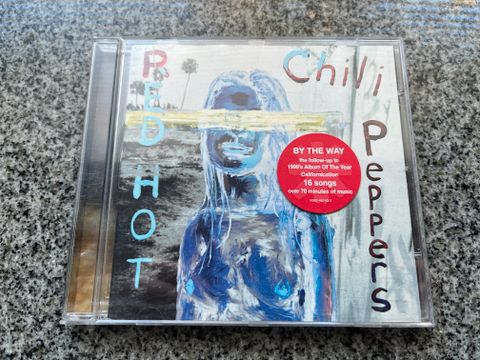 RED HOT
Chili
Peppers
BY THE WAY
the follow-up to
1999's Album Of The Year
Californication
16 songs
over 70 minutes of music